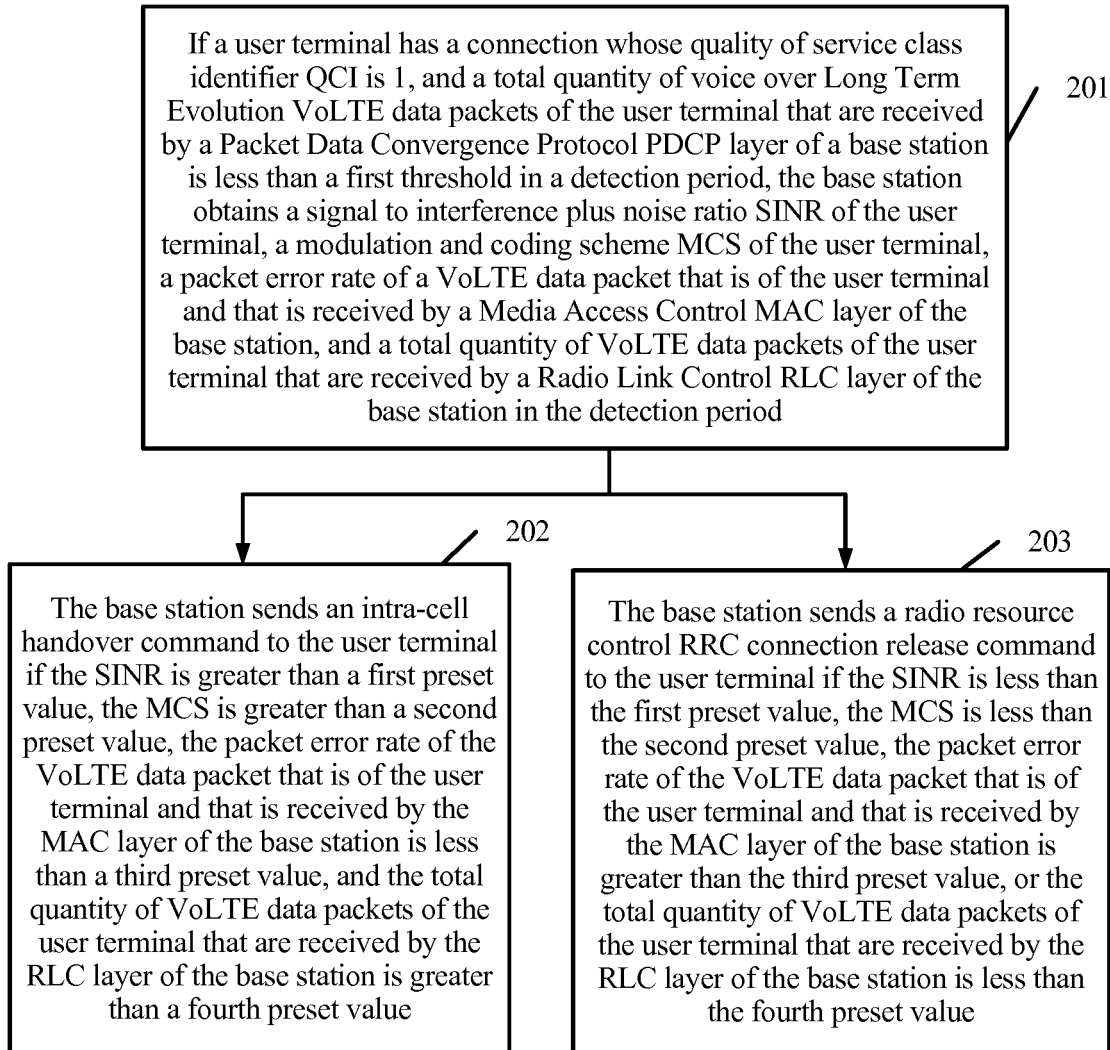 If a user terminal has a connection whose quality of service class
identifier QCI is 1, and a total quantity of voice over Long Term
Evolution VoLTE data packets of the user terminal that are received
by a Packet Data Convergence Protocol PDCP layer of a base station
is less than a first threshold in a detection period, the base station
obtains a signal to interference plus noise ratio SINR of the user
terminal, a modulation and coding scheme MCS of the user terminal,
a packet error rate of a VoLTE data packet that is of the user terminal
and that is received by a Media Access Control MAC layer of the
base station, and a total quantity of VoLTE data packets of the user
terminal that are received by a Radio Link Control RLC layer of the
base station in the detection period
201
202
The base station sends an intra-cell
handover command to the user terminal
if the SINR is greater than a first preset
value, the MCS is greater than a second
preset value, the packet error rate of the
VoLTE data packet that is of the user
terminal and that is received by the
MAC layer of the base station is less
than a third preset value, and the total
quantity of VoLTE data packets of the
user terminal that are received by the
RLC layer of the base station is greater
than a fourth preset value
203
The base station sends a radio resource
control RRC connection release command
to the user terminal if the SINR is less than
the first preset value, the MCS is less than
the second preset value, the packet error
rate of the VoLTE data packet that is of
the user terminal and that is received by
the MAC layer of the base station is
greater than the third preset value, or the
total quantity of VoLTE data packets of
the user terminal that are received by the
RLC layer of the base station is less than
the fourth preset value